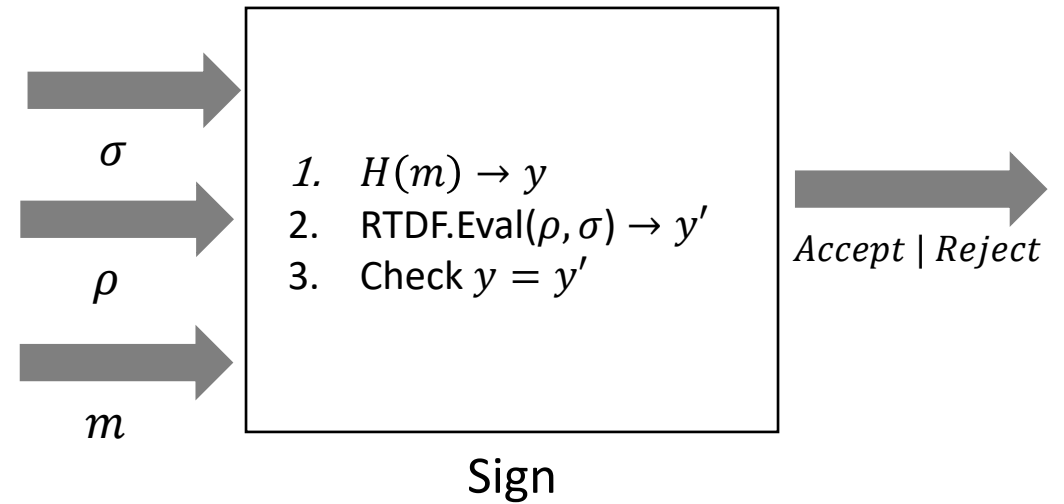 σ
ρ
m
1. H(m) → y
2. RTDF.Eval(ρ, σ) → y′
3. Check y = y′
Accept | Reject
Sign